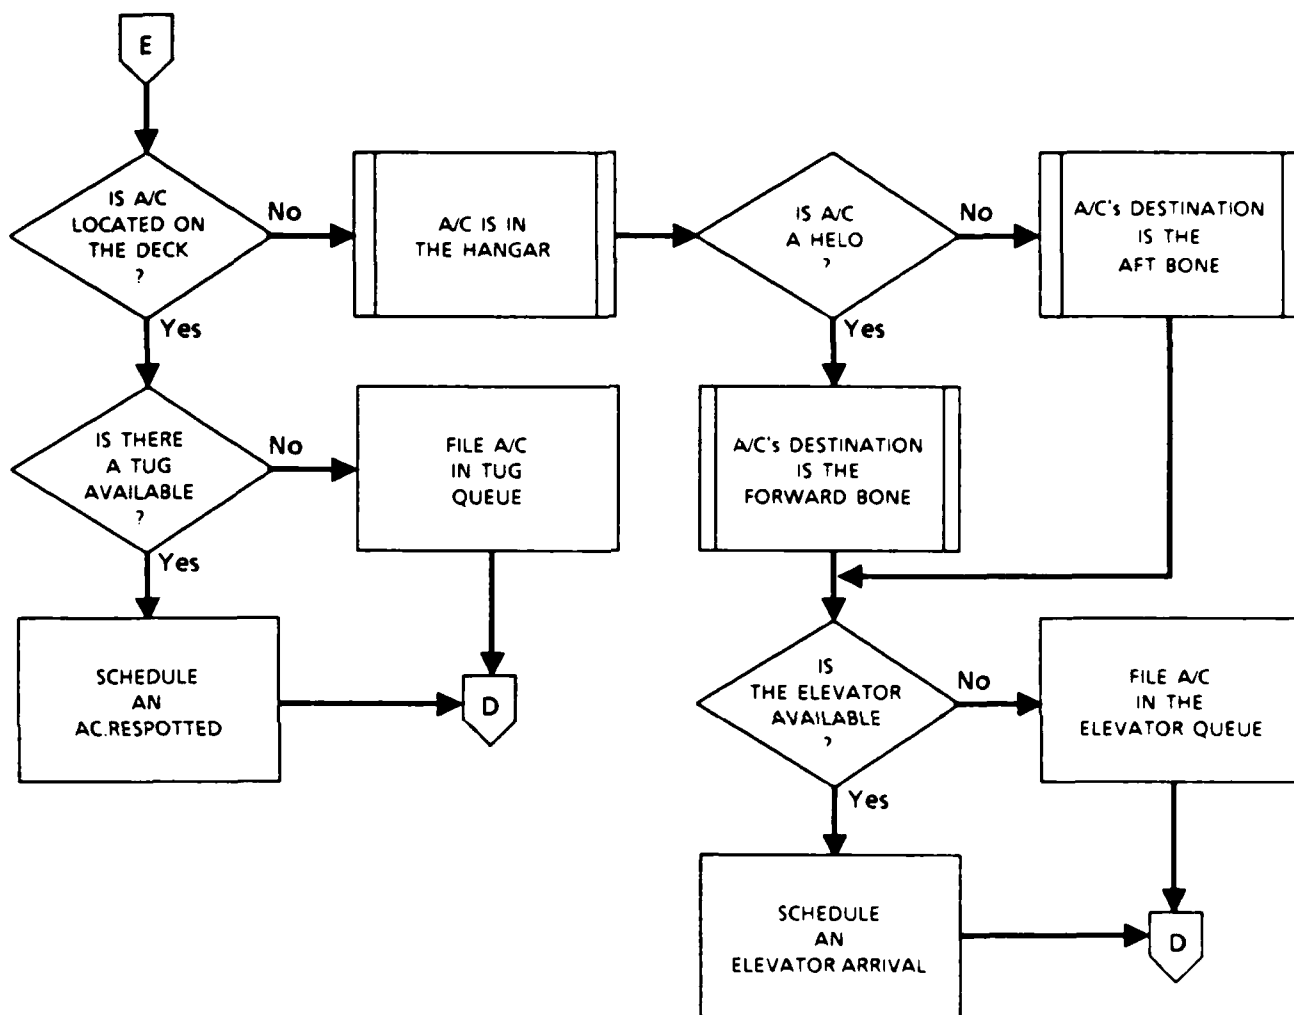 E
IS A/C
LOCATED ON
THE DECK
?
No
A/C IS IN
THE HANGAR
IS A/C
A HELO
?
No
A/C's DESTINATION
IS THE
AFT BONE
Yes
Yes
IS THERE
A TUG
AVAILABLE
?
No
FILE A/C
IN TUG
QUEUE
A/C's DESTINATION
IS THE
FORWARD BONE
Yes
SCHEDULE
AN
AC.RESPOTTED
D
IS
THE ELEVATOR
AVAILABLE
?
No
FILE A/C
IN THE
ELEVATOR QUEUE
Yes
SCHEDULE
AN
ELEVATOR ARRIVAL
D